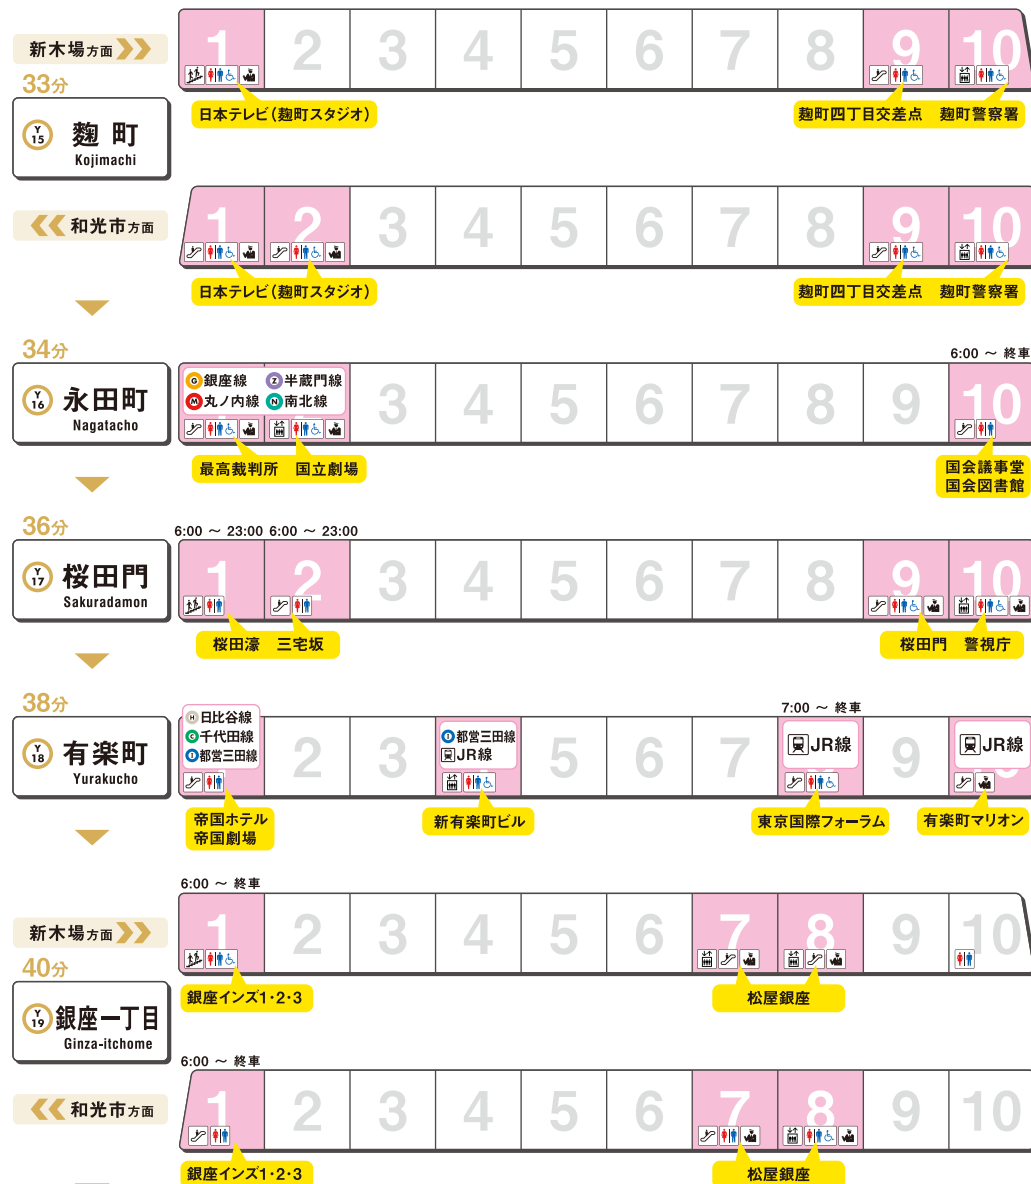 新木場方面
1 2 3 4 5 6 7 8 9 10
33分
日本テレビ(麹町スタジオ) 麹町四丁目交差点 麹町警察署
Y 15 麹町
Kojimachi
和光市方面
1 2 3 4 5 6 7 8 9 10
日本テレビ(麹町スタジオ) 麹町四丁目交差点 麹町警察署
34分
6:00 ~ 終車
Y 16 永田町
Nagatacho
G 銀座線 Z 半蔵門線
M 丸ノ内線 N 南北線
3 4 5 6 7 8 9 10
最高裁判所 国立劇場
国会議事堂
国会図書館
36分
6:00 ~ 23:00 6:00 ~ 23:00
Y 17 桜田門
Sakuradamon
1 2 3 4 5 6 7 8 9 10
桜田濠 三宅坂 桜田門 警視庁
38分
7:00 ~ 終車
Y 18 有楽町
Yurakucho
H 日比谷線
C 千代田線
I 都営三田線
2 3
I 都営三田線
JR線
5 6 7
JR線
9
JR線
帝国ホテル
帝国劇場
新有楽町ビル
東京国際フォーラム
有楽町マリオン
6:00 ~ 終車
新木場方面
1 2 3 4 5 6 7 8 9 10
40分
銀座インズ1・2・3 松屋銀座
Y 19 銀座一丁目
Ginza-itchome
6:00 ~ 終車
和光市方面
1 2 3 4 5 6 7 8 9 10
銀座インズ1・2・3 松屋銀座